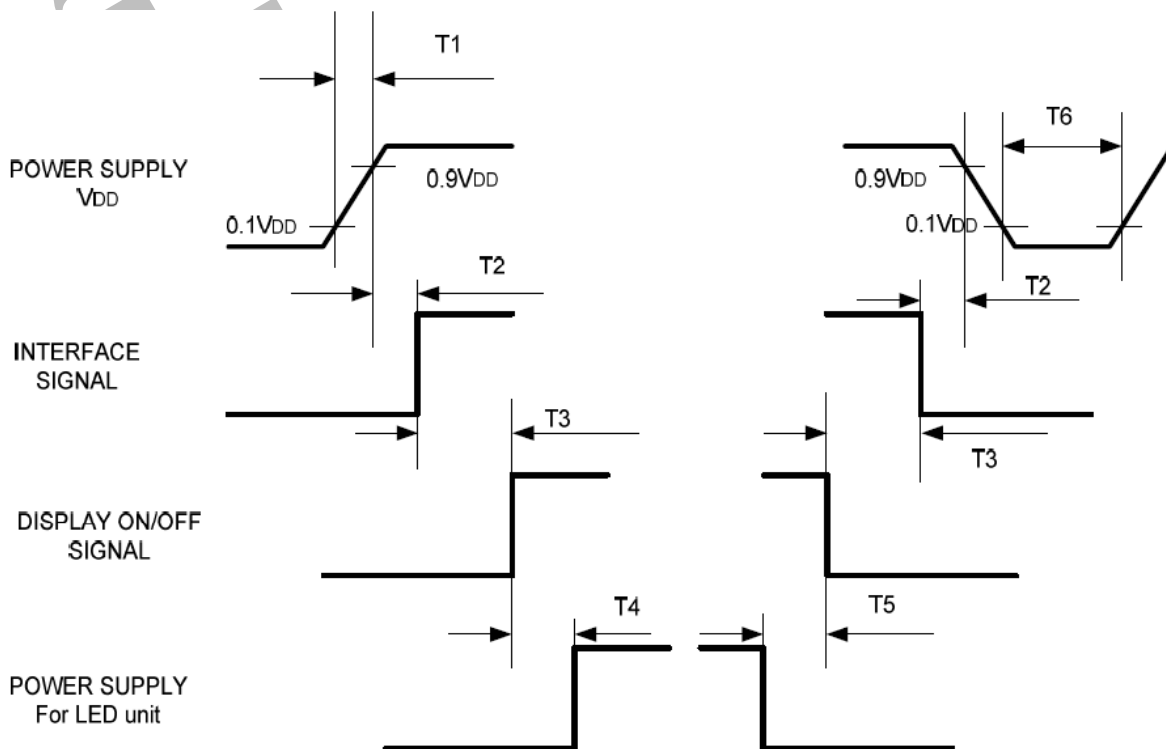 T1
T6
POWER SUPPLY
VDD
0.9VDD
0.9VDD
0.1VDD
0.1VDD
T2
T2
INTERFACE
SIGNAL
T3
T3
DISPLAY ON/OFF
SIGNAL
T4
T5
POWER SUPPLY
For LED unit